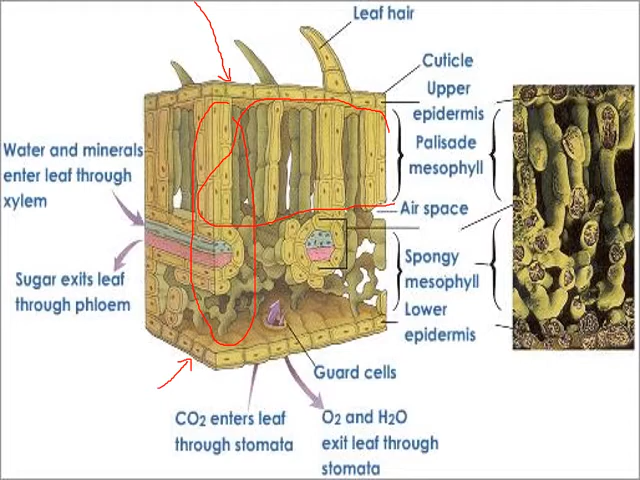 Leaf hair
Cuticle
Upper
epidermis
Palisade
mesophyll
Water and minerals
enter leaf through
xylem
Air space
Sugar exits leaf
through phloem
Spongy
mesophyll
Lower
epidermis
Guard cells
CO2 enters leaf
through stomata
O2 and H2O
exit leaf through
stomata